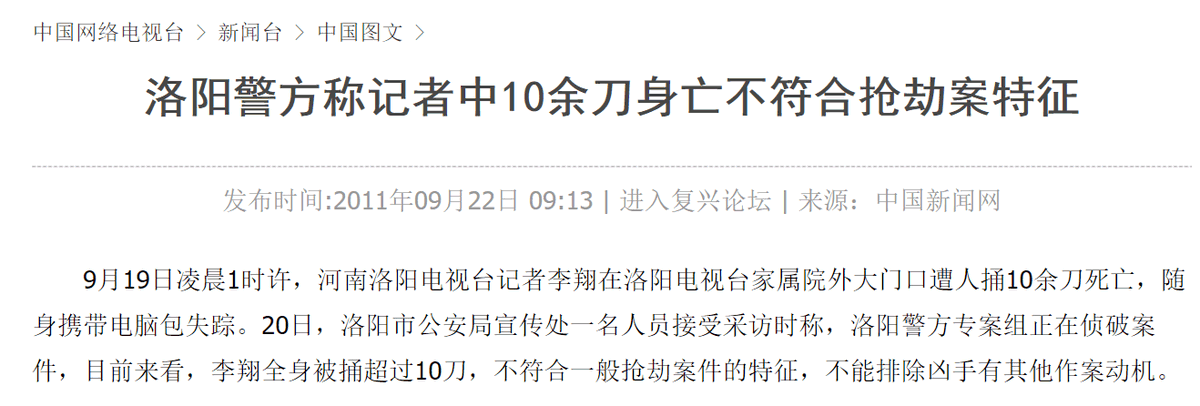 中国网络电视台 > 新闻台 > 中国图文 >
洛阳警方称记者中10余刀身亡不符合抢劫案特征
发布时间:2011年09月22日 09:13 | 进入复兴论坛 | 来源：中国新闻网
9月19日凌晨1时许，河南洛阳电视台记者李翔在洛阳电视台家属院外大门口遭人捅10余刀死亡，随
身携带电脑包失踪。20日，洛阳市公安局宣传处一名人员接受采访时称，洛阳警方专案组正在侦破案
件，目前来看，李翔全身被捅超过10刀，不符合一般抢劫案件的特征，不能排除凶手有其他作案动机。